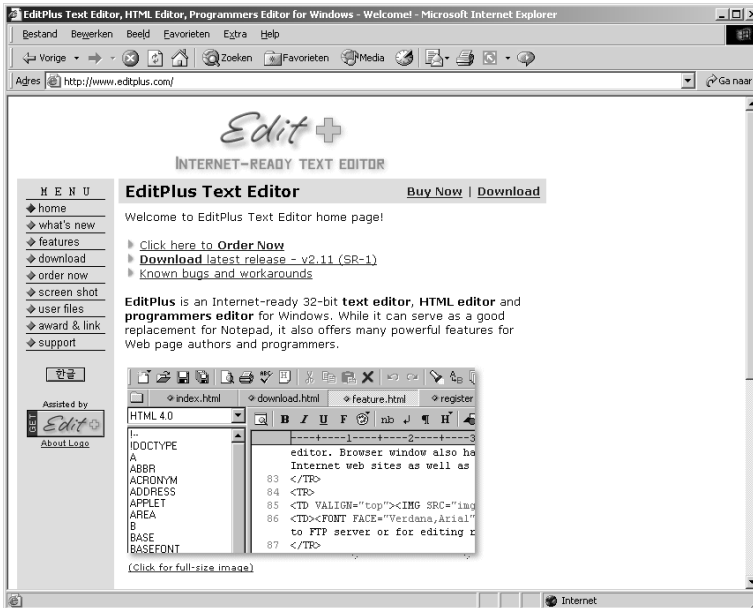 EditPlus Text Editor, HTML Editor, Programmers Editor for Windows - Welcome! - Microsoft Internet Explorer
Bestand Bewerken Beeld Favorieten Extra Help
Vorige Zoeken Favorieten Media
Adres http://www.editplus.com/ Ga naar
Edit+
INTERNET-READY TEXT EDITOR
MENU
home
what's new
features
download
order now
screen shot
user files
award & link
support
한글
Assisted by
GET Edit+
About Logo
EditPlus Text Editor Buy Now | Download
Welcome to EditPlus Text Editor home page!
Click here to Order Now
Download latest release - v2.11 (SR-1)
Known bugs and workarounds
EditPlus is an Internet-ready 32-bit text editor, HTML editor and
programmers editor for Windows. While it can serve as a good
replacement for Notepad, it also offers many powerful features for
Web page authors and programmers.
index.html download.html feature.html register
HTML 4.0 B I U F nb ¶ H
!--
!DOCTYPE
A
ABBR
ACRONYM
ADDRESS
APPLET
AREA
B
BASE
BASEFONT
----+----1----+----2----+----3
editor. Browser window also ha
Internet web sites as well as
83 </TR>
84 <TR>
85 <TD VALIGN="top"><IMG SRC="img
86 <TD><FONT FACE="Verdana,Arial"
to FTP server or for editing r
87 </TR>
(Click for full-size image)
Internet